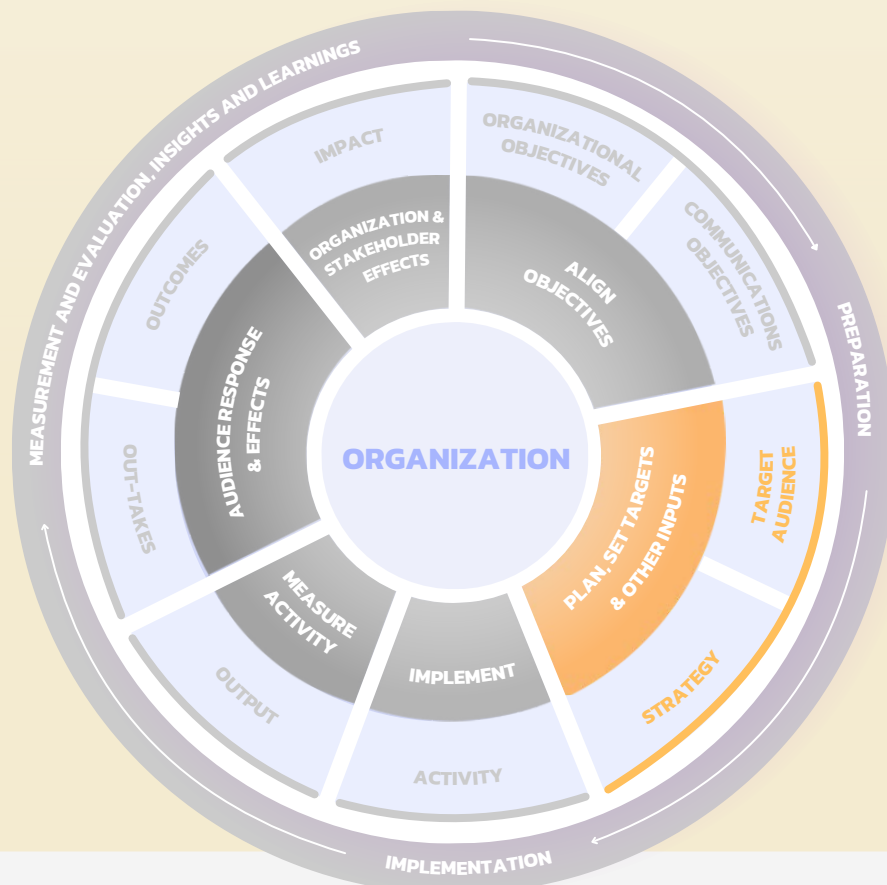 MEASUREMENT AND EVALUATION, INSIGHTS AND LEARNINGS
PREPARATION
IMPLEMENTATION
ORGANIZATIONAL
OBJECTIVES
COMMUNICATIONS
OBJECTIVES
ALIGN
OBJECTIVES
TARGET
AUDIENCE
STRATEGY
PLAN, SET TARGETS
& OTHER INPUTS
ACTIVITY
IMPLEMENT
OUTPUT
MEASURE
ACTIVITY
OUT-TAKES
OUTCOMES
AUDIENCE RESPONSE
& EFFECTS
IMPACT
ORGANIZATION &
STAKEHOLDER
EFFECTS
ORGANIZATION